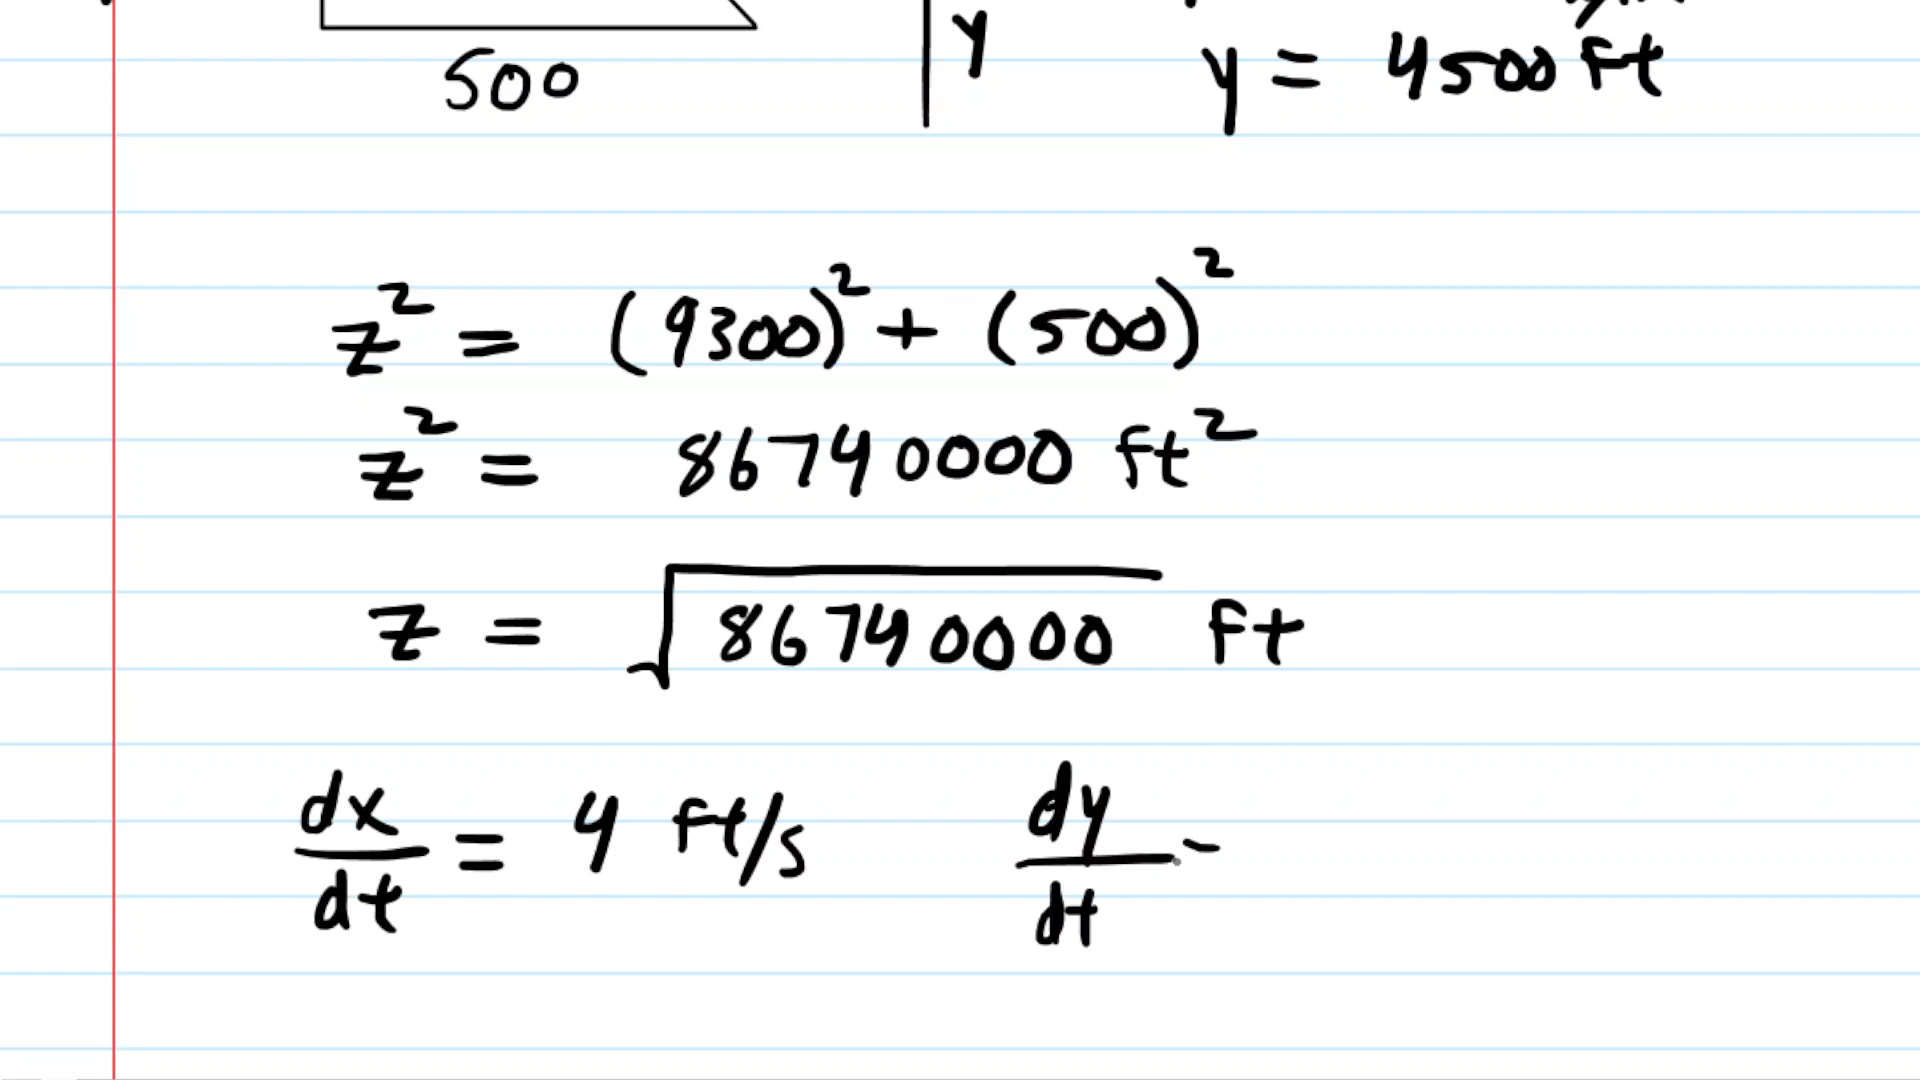 500
y
y = 4500 ft
z² = (9300)² + (500)²
z² = 86740000 ft²
z = √86740000 ft
dx/dt = 4 ft/s
dy/dt -